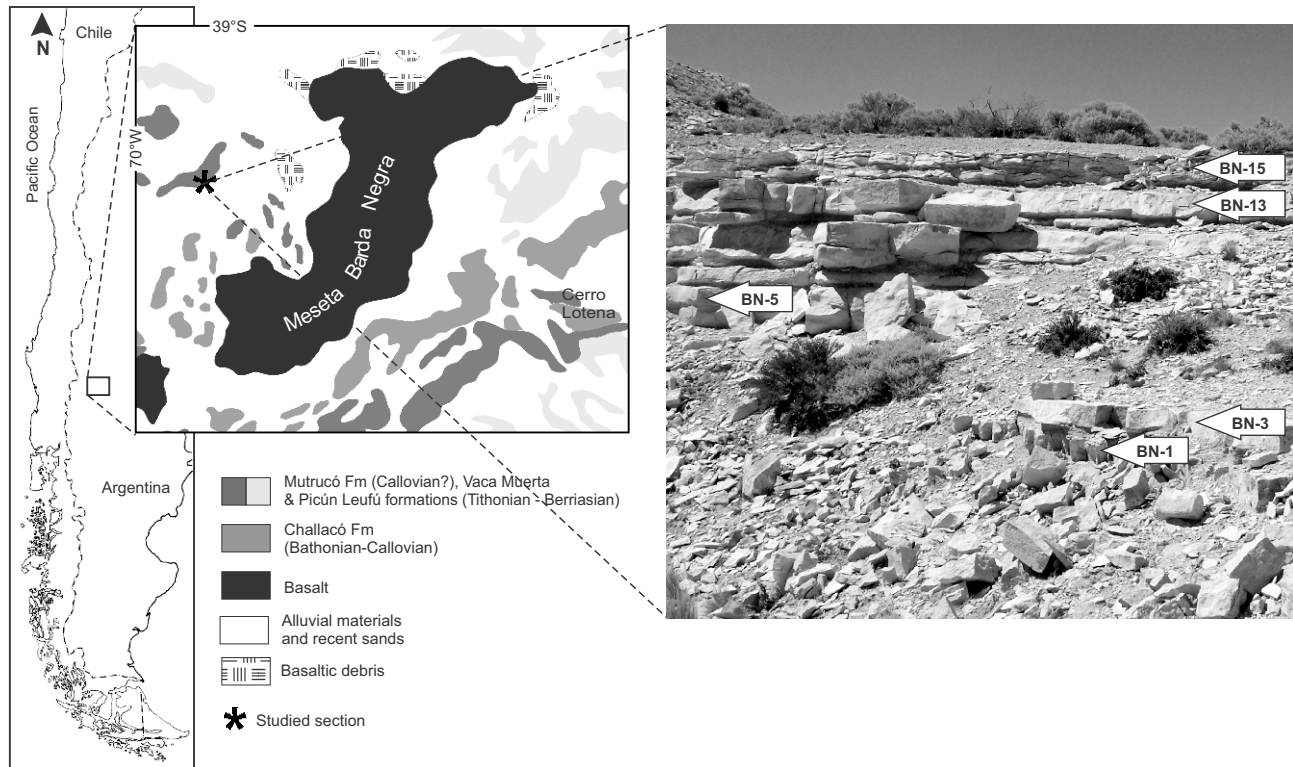 Chile
N
Pacific Ocean
Argentina
39°S
70°W
Meseta Barda Negra
Cerro
Lotena
BN-15
BN-13
BN-5
BN-3
BN-1
Mutrucó Fm (Callovian?), Vaca Muerta
& Picún Leufú formations (Tithonian - Berriasian)
Challacó Fm
(Bathonian-Callovian)
Basalt
Alluvial materials
and recent sands
Basaltic debris
Studied section